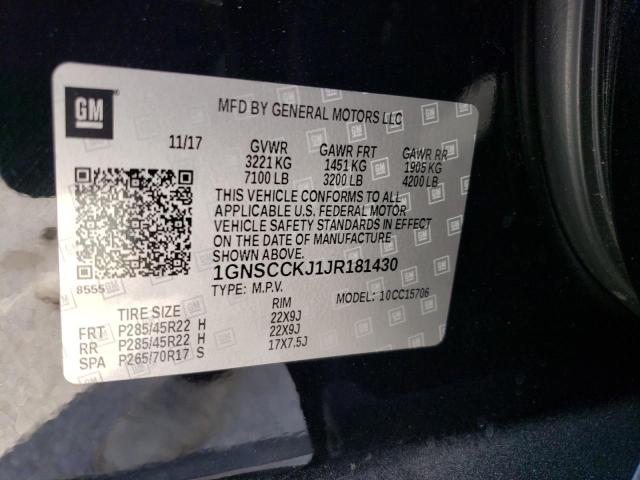 GM
MFD BY GENERAL MOTORS LLC
11/17 GVWR GAWR FRT GAWR RR
3221 KG 1451 KG 1905 KG
7100 LB 3200 LB 4200 LB
THIS VEHICLE CONFORMS TO ALL
APPLICABLE U.S. FEDERAL MOTOR
VEHICLE SAFETY STANDARDS IN EFFECT
ON THE DATE OF MANUFACTURE
SHOWN ABOVE.
1GNSCCKJ1JR181430
8555
TYPE: M.P.V. MODEL: 10CC15706
TIRE SIZE RIM
FRT P285/45R22 H 22X9J
RR P285/45R22 H 22X9J
SPA P265/70R17 S 17X7.5J